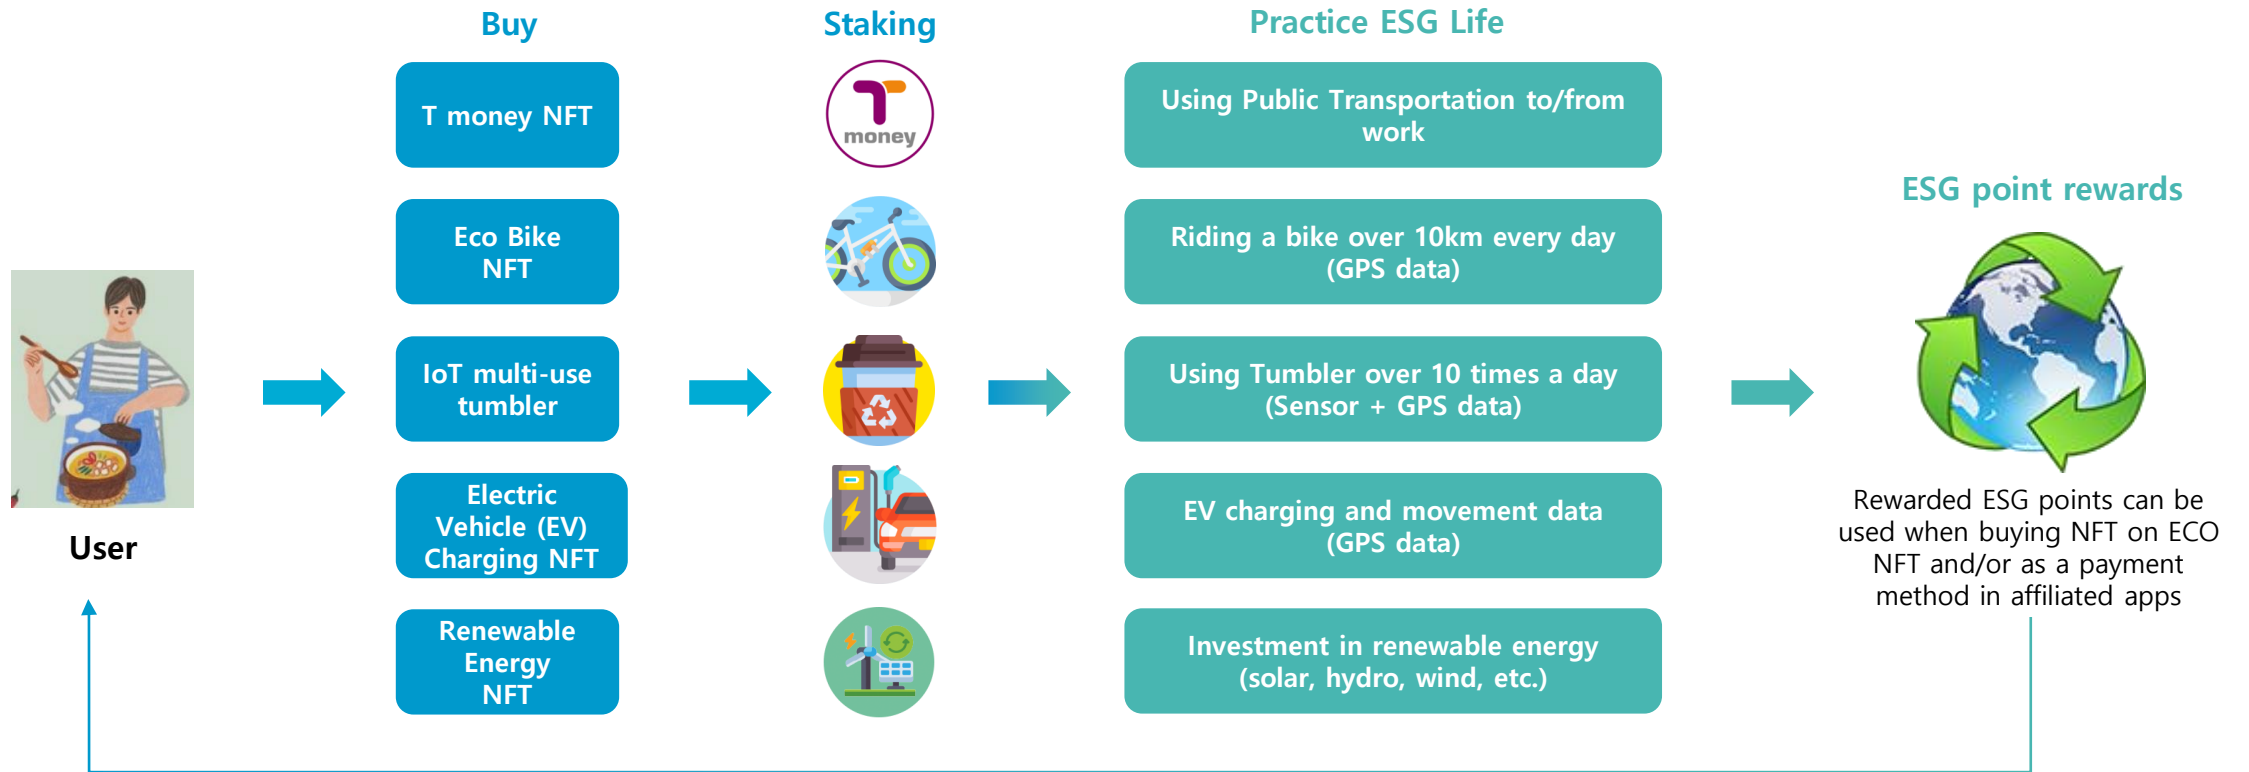 Buy
Staking
Practice ESG Life
T money NFT
T
money
Using Public Transportation to/from
work
Eco Bike
NFT
Riding a bike over 10km every day
(GPS data)
IoT multi-use
tumbler
Using Tumbler over 10 times a day
(Sensor + GPS data)
Electric
Vehicle (EV)
Charging NFT
EV charging and movement data
(GPS data)
Renewable
Energy
NFT
Investment in renewable energy
(solar, hydro, wind, etc.)
User
ESG point rewards
Rewarded ESG points can be
used when buying NFT on ECO
NFT and/or as a payment
method in affiliated apps